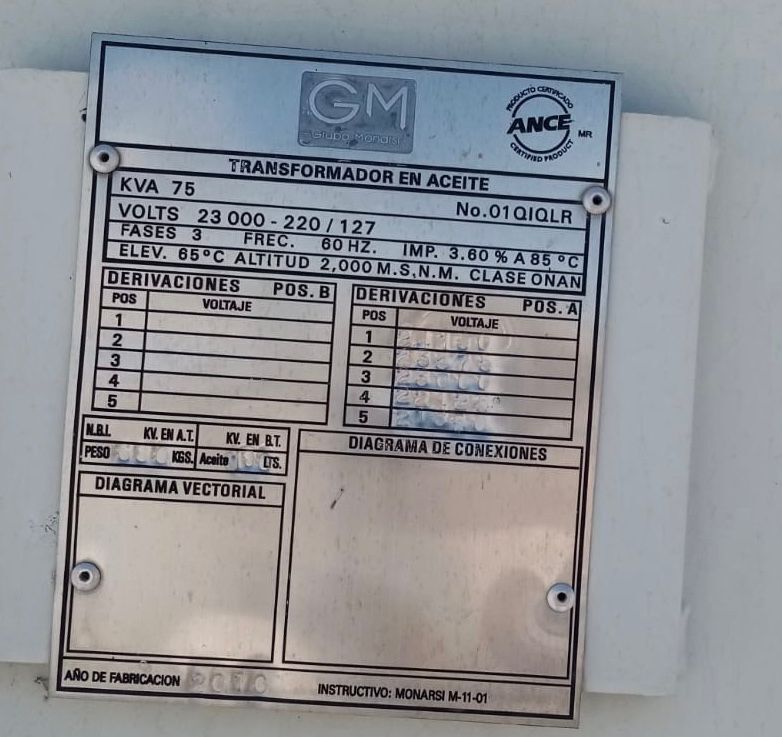 GM
Grupo Monarsi
PRODUCTO CERTIFICADO
ANCE MR
CERTIFIED PRODUCT
TRANSFORMADOR EN ACEITE
KVA 75 No.01QIQLR
VOLTS 23 000 - 220 / 127
FASES 3 FREC. 60 HZ. IMP. 3.60 % A 85 °C
ELEV. 65°C ALTITUD 2,000 M.S.N.M. CLASE ONAN
DERIVACIONES POS. B
POS VOLTAJE
1
2
3
4
5
DERIVACIONES POS. A
POS VOLTAJE
1
2
3
4
5
N.B.I. KV. EN A.T. KV. EN B.T.
PESO KGS. Aceite LTS.
DIAGRAMA VECTORIAL
DIAGRAMA DE CONEXIONES
AÑO DE FABRICACION
INSTRUCTIVO: MONARSI M-11-01